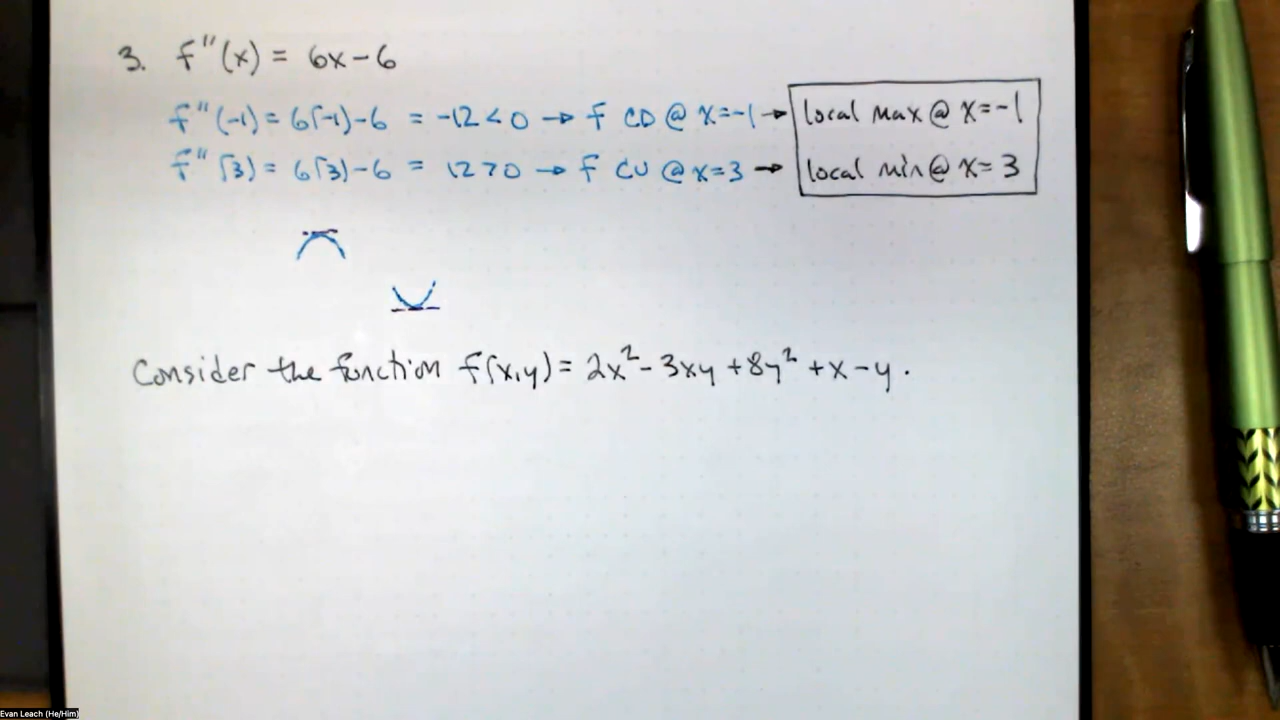 3. f''(x) = 6x-6
f''(-1) = 6(-1)-6 = -12<0 → f CD @ x=-1 → local max @ x=-1
f''(3) = 6(3)-6 = 12>0 → f CU @ x=3 → local min @ x=3
Consider the function f(x,y) = 2x²-3xy+8y²+x-y.
Evan Leach (He/Him)